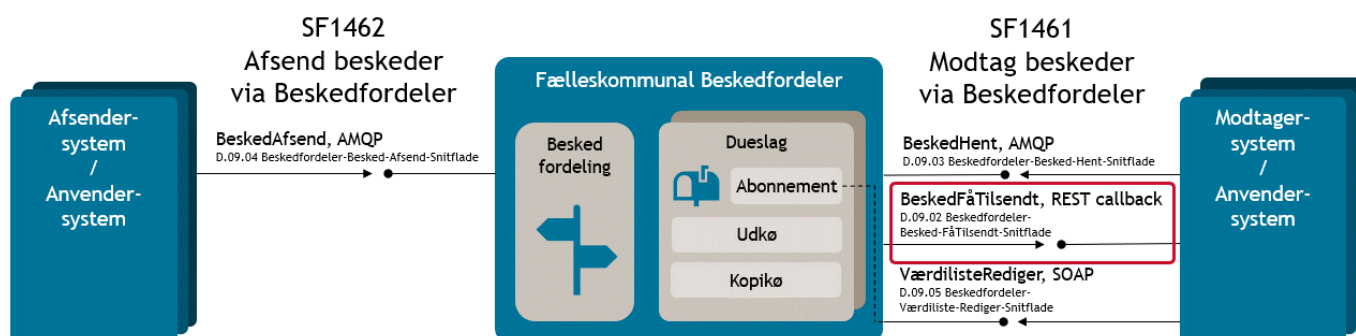 SF1462
Afsend beskeder
via Beskedfordeler
Afsender-
system
/
Anvender-
system
BeskedAfsend, AMQP
D.09.04 Beskedfordeler-Besked-Afsend-Snitflade
Fælleskommunal Beskedfordeler
Besked
fordeling
Dueslag
Abonnement
Udkø
Kopikø
SF1461
Modtag beskeder
via Beskedfordeler
BeskedHent, AMQP
D.09.03 Beskedfordeler-Besked-Hent-Snitflade
BeskedFåTilsendt, REST callback
D.09.02 Beskedfordeler-
Besked-FåTilsendt-Snitflade
VærdilisteRediger, SOAP
D.09.05 Beskedfordeler-
Værdiliste-Rediger-Snitflade
Modtager-
system
/
Anvender-
system